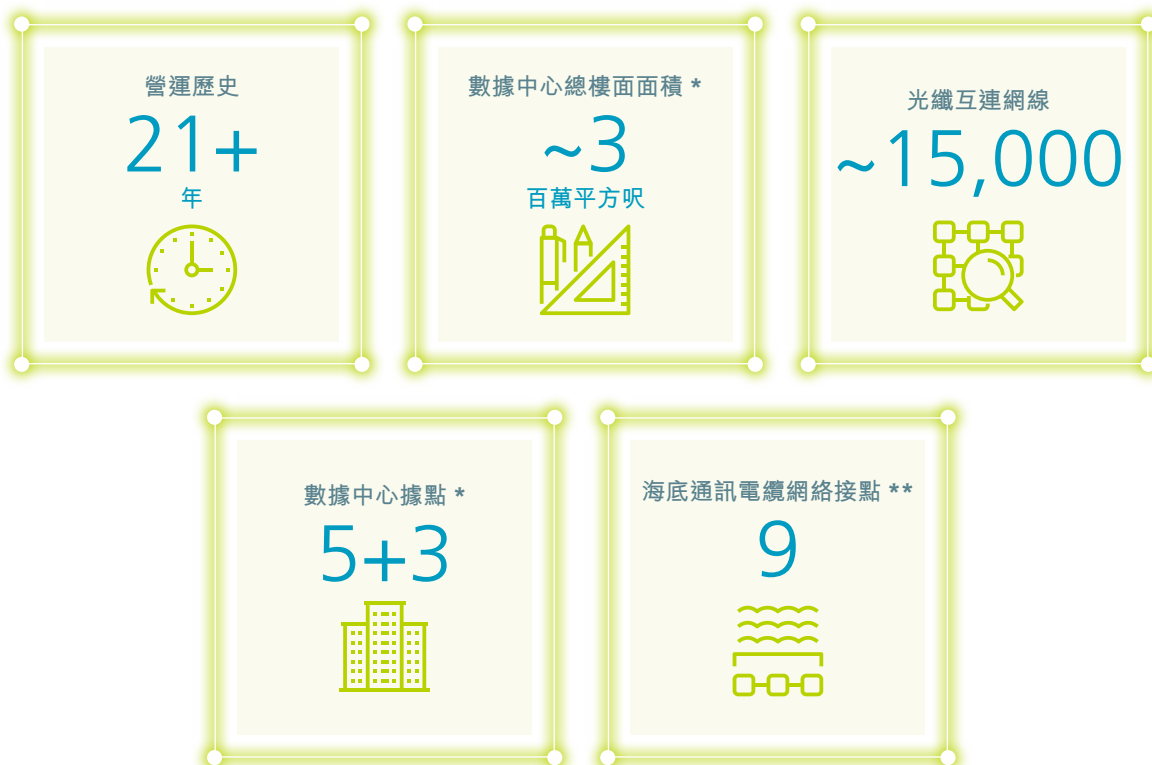 營運歷史
21+
年
數據中心總樓面面積 *
~3
百萬平方呎
光纖互連網線
~15,000
數據中心據點 *
5+3
海底通訊電纜網絡接點 **
9